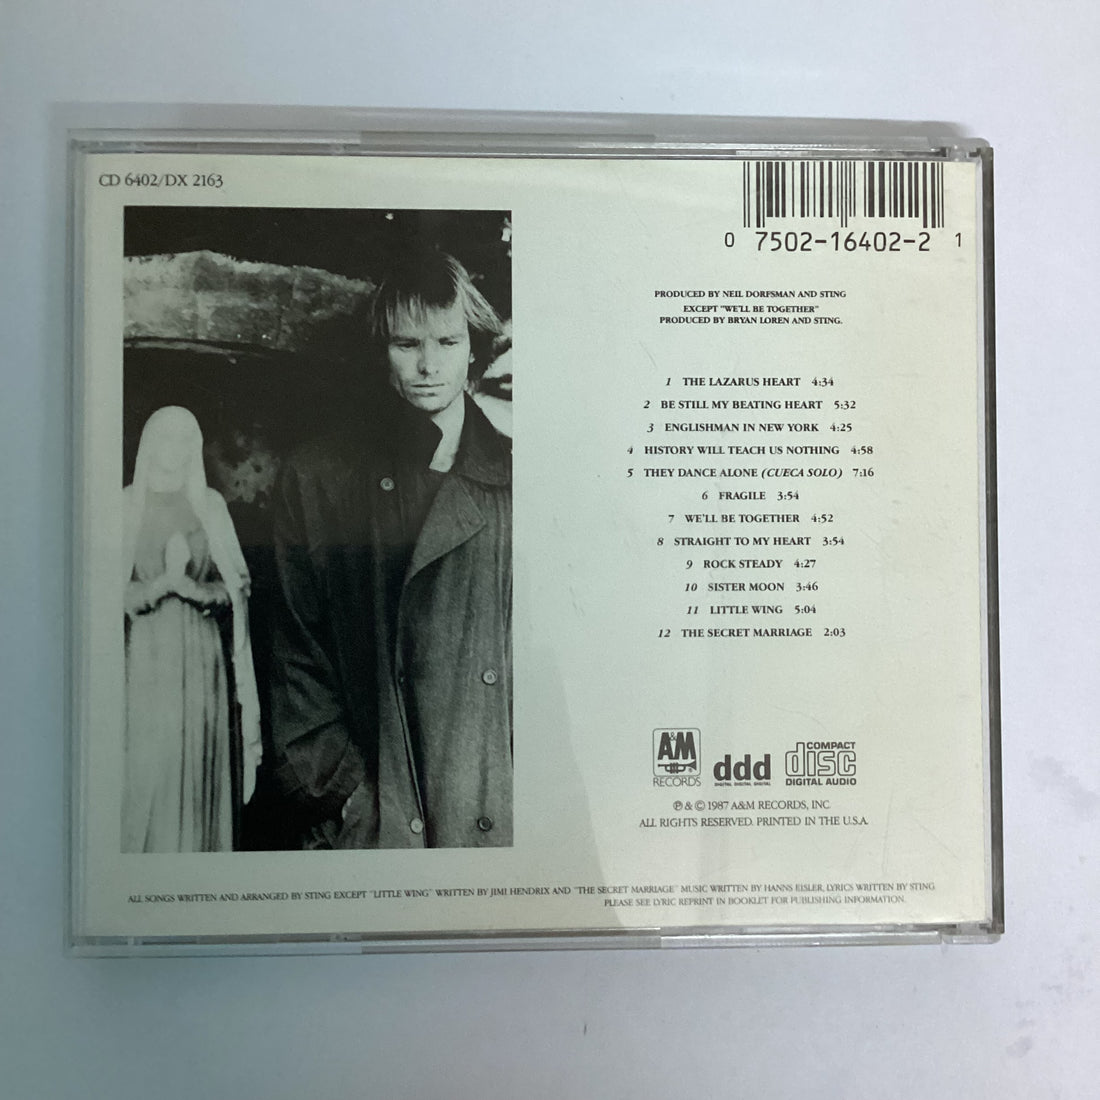 CD 6402/DX 2163
0 7502-16402-2 1
PRODUCED BY NEIL DORFSMAN AND STING
EXCEPT "WE'LL BE TOGETHER"
PRODUCED BY BRYAN LOREN AND STING.
1 THE LAZARUS HEART 4:34
2 BE STILL MY BEATING HEART 5:32
3 ENGLISHMAN IN NEW YORK 4:25
4 HISTORY WILL TEACH US NOTHING 4:58
5 THEY DANCE ALONE (CUECA SOLO) 7:16
6 FRAGILE 3:54
7 WE'LL BE TOGETHER 4:52
8 STRAIGHT TO MY HEART 3:54
9 ROCK STEADY 4:27
10 SISTER MOON 3:46
11 LITTLE WING 5:04
12 THE SECRET MARRIAGE 2:03
A&M
RECORDS
ddd
DIGITAL DIGITAL DIGITAL
COMPACT
disc
DIGITAL AUDIO
℗ & © 1987 A&M RECORDS, INC.
ALL RIGHTS RESERVED. PRINTED IN THE U.S.A.
ALL SONGS WRITTEN AND ARRANGED BY STING EXCEPT "LITTLE WING" WRITTEN BY JIMI HENDRIX AND "THE SECRET MARRIAGE" MUSIC WRITTEN BY HANNS EISLER, LYRICS WRITTEN BY STING
PLEASE SEE LYRIC REPRINT IN BOOKLET FOR PUBLISHING INFORMATION.